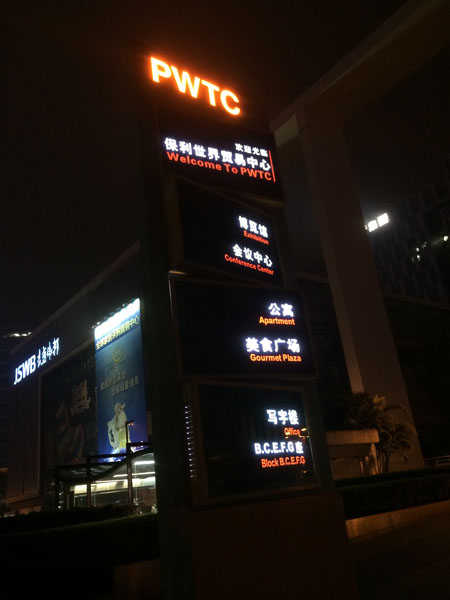 PWTC
欢迎光临
保利世界贸易中心
Welcome To PWTC
博览馆
Exhibition
会议中心
Conference Center
公寓
Apartment
美食广场
Gourmet Plaza
写字楼
Office
B.C.E.F.G座
Block B.C.E.F.G
JSWB